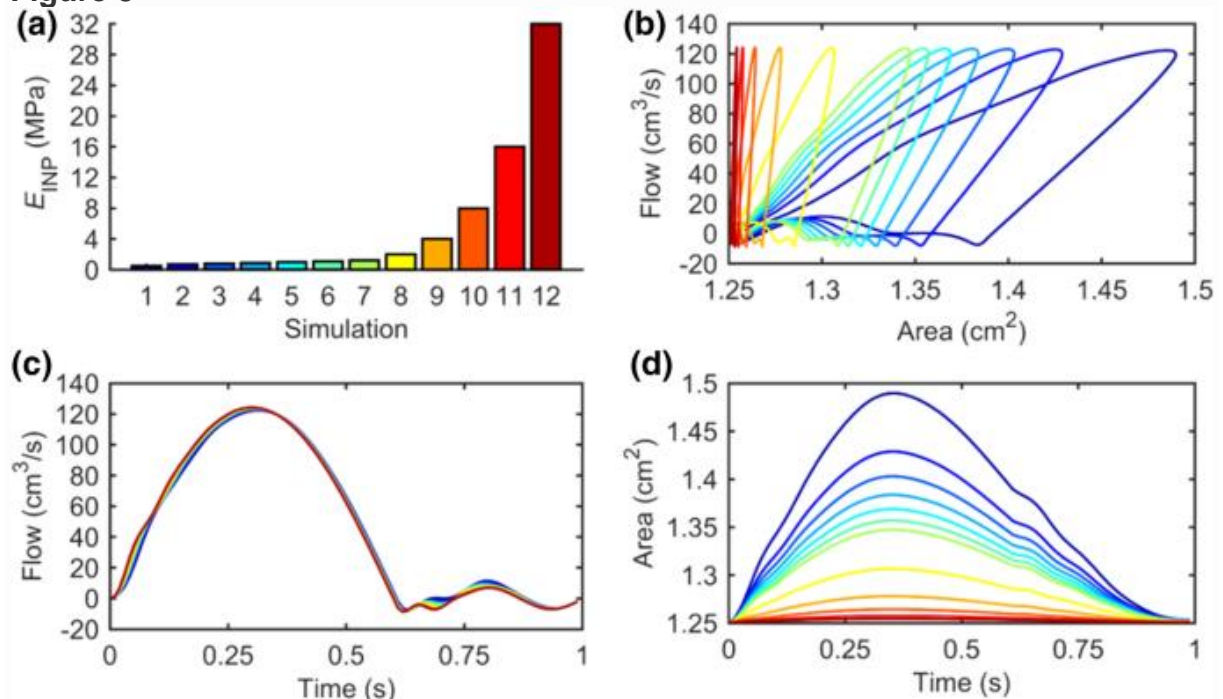 (a)
32
28
24
20
16
12
8
4
0
E_INP (MPa)
1 2 3 4 5 6 7 8 9 10 11 12
Simulation
(b)
140
120
100
80
60
40
20
0
-20
Flow (cm³/s)
1.25 1.3 1.35 1.4 1.45 1.5
Area (cm²)
(c)
140
120
100
80
60
40
20
0
-20
Flow (cm³/s)
0 0.25 0.5 0.75 1
Time (s)
(d)
1.5
1.45
1.4
1.35
1.3
1.25
Area (cm²)
0 0.25 0.5 0.75 1
Time (s)